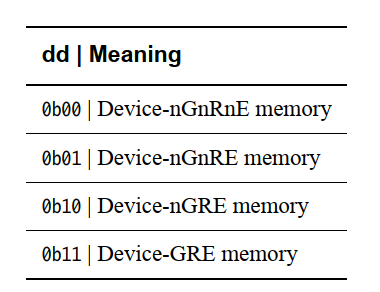 dd | Meaning
0b00 | Device-nGnRnE memory
0b01 | Device-nGnRE memory
0b10 | Device-nGRE memory
0b11 | Device-GRE memory